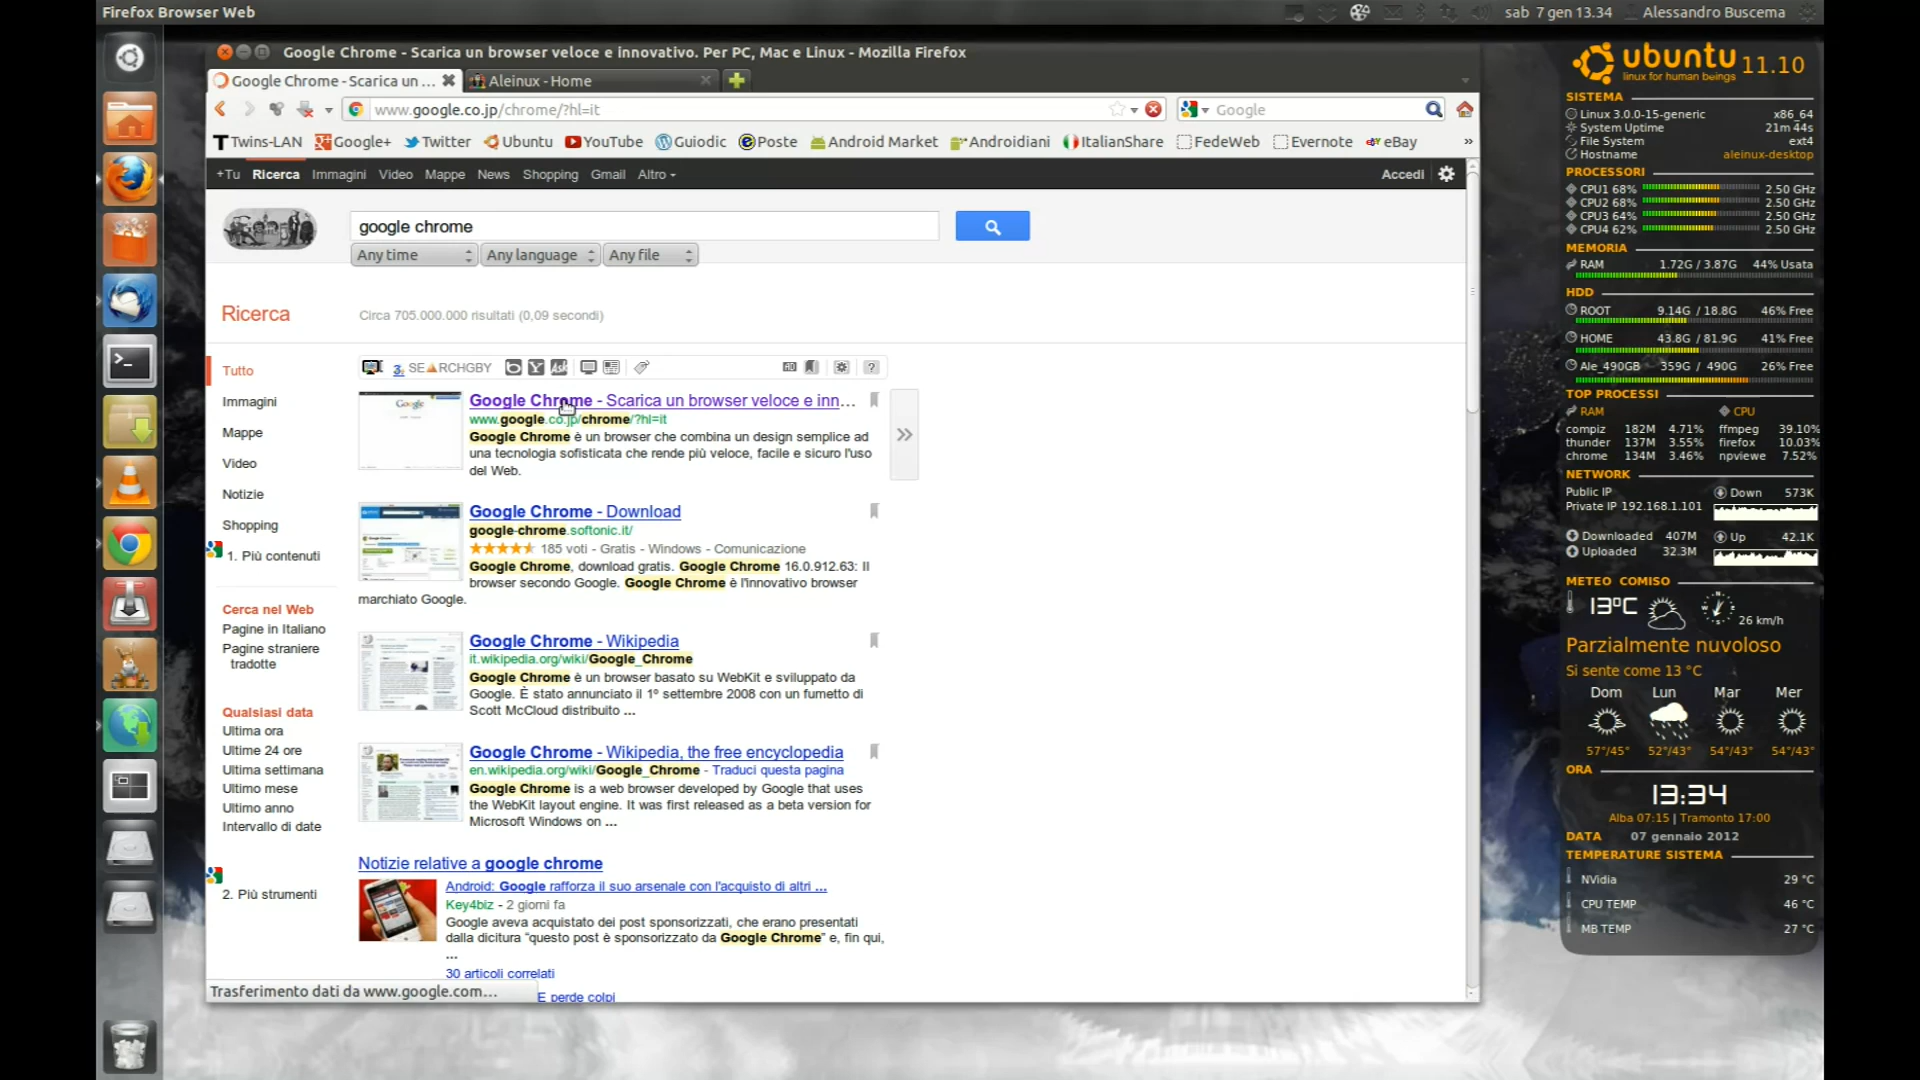 Firefox Browser Web
sab 7 gen 13.34
Alessandro Buscema
Google Chrome - Scarica un browser veloce e innovativo. Per PC, Mac e Linux - Mozilla Firefox
Google Chrome - Scarica un ...
Aleinux - Home
www.google.co.jp/chrome/?hl=it
Google
Twins-LAN Google+ Twitter Ubuntu YouTube Guiodic Poste Android Market Androidiani ItalianShare FedeWeb Evernote eBay »
+Tu Ricerca Immagini Video Mappe News Shopping Gmail Altro
Accedi
google chrome
Any time Any language Any file
Ricerca
Circa 705.000.000 risultati (0,09 secondi)
Tutto
Immagini
Mappe
Video
Notizie
Shopping
1. Più contenuti
Cerca nel Web
Pagine in Italiano
Pagine straniere
tradotte
Qualsiasi data
Ultima ora
Ultime 24 ore
Ultima settimana
Ultimo mese
Ultimo anno
Intervallo di date
2. Più strumenti
SE▲RCHGBY
Google Chrome - Scarica un browser veloce e inn...
www.google.co.jp/chrome/?hl=it
Google Chrome è un browser che combina un design semplice ad
una tecnologia sofisticata che rende più veloce, facile e sicuro l'uso
del Web.
Google Chrome - Download
google-chrome.softonic.it/
185 voti - Gratis - Windows - Comunicazione
Google Chrome, download gratis. Google Chrome 16.0.912.63: Il
browser secondo Google. Google Chrome è l'innovativo browser
marchiato Google.
Google Chrome - Wikipedia
it.wikipedia.org/wiki/Google_Chrome
Google Chrome è un browser basato su WebKit e sviluppato da
Google. È stato annunciato il 1º settembre 2008 con un fumetto di
Scott McCloud distribuito ...
Google Chrome - Wikipedia, the free encyclopedia
en.wikipedia.org/wiki/Google_Chrome - Traduci questa pagina
Google Chrome is a web browser developed by Google that uses
the WebKit layout engine. It was first released as a beta version for
Microsoft Windows on ...
Notizie relative a google chrome
Android: Google rafforza il suo arsenale con l'acquisto di altri ...
Key4biz - 2 giorni fa
Google aveva acquistato dei post sponsorizzati, che erano presentati
dalla dicitura "questo post è sponsorizzato da Google Chrome" e, fin qui,
...
30 articoli correlati
E perde colpi
Trasferimento dati da www.google.com...
ubuntu 11.10
linux for human beings
SISTEMA
Linux 3.0.0-15-generic x86_64
System Uptime 21m 44s
File System ext4
Hostname aleinux-desktop
PROCESSORI
CPU1 68% 2.50 GHz
CPU2 68% 2.50 GHz
CPU3 64% 2.50 GHz
CPU4 62% 2.50 GHz
MEMORIA
RAM 1.72G / 3.87G 44% Usata
HDD
ROOT 9.14G / 18.8G 46% Free
HOME 43.8G / 81.9G 41% Free
Ale_490GB 359G / 490G 26% Free
TOP PROCESSI
RAM CPU
compiz 182M 4.71% ffmpeg 39.10%
thunder 137M 3.55% firefox 10.03%
chrome 134M 3.46% npviewe 7.52%
NETWORK
Public IP Down 573K
Private IP 192.168.1.101
Downloaded 407M Up 42.1K
Uploaded 32.3M
METEO COMISO
13°C
26 km/h
Parzialmente nuvoloso
Si sente come 13 °C
Dom Lun Mar Mer
57°/45° 52°/43° 54°/43° 54°/43°
ORA
13:34
Alba 07:15 | Tramonto 17:00
DATA 07 gennaio 2012
TEMPERATURE SISTEMA
NVidia 29 °C
CPU TEMP 46 °C
MB TEMP 27 °C